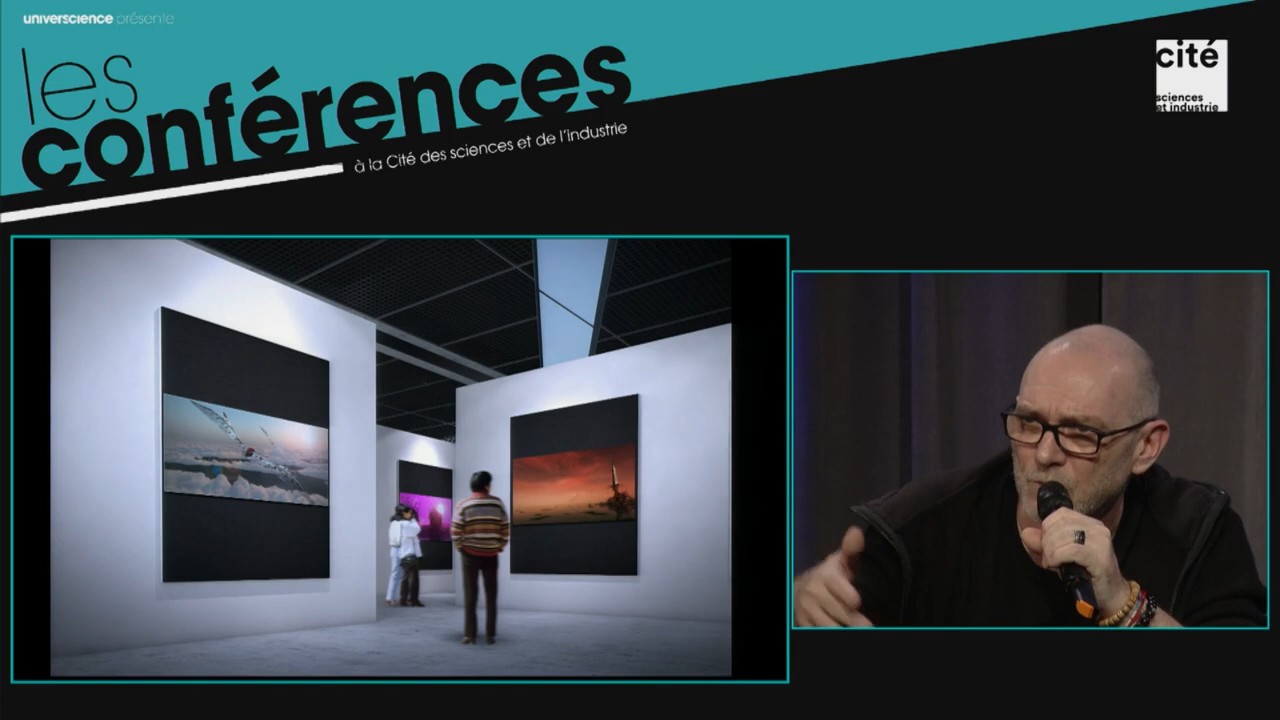 universcience présente
les
conférences
à la Cité des sciences et de l'industrie
cité
sciences
et industrie